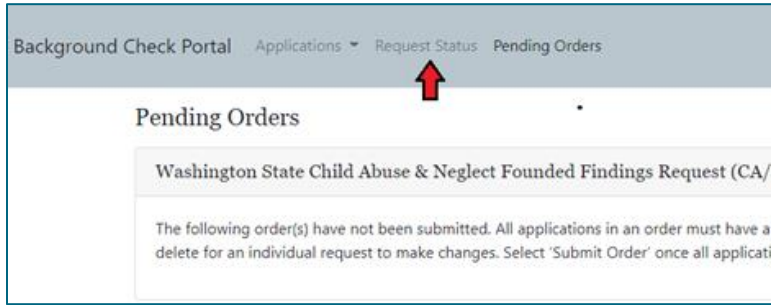 Background Check Portal Applications Request Status Pending Orders
Pending Orders
Washington State Child Abuse & Neglect Founded Findings Request (CA/
The following order(s) have not been submitted. All applications in an order must have a
delete for an individual request to make changes. Select 'Submit Order' once all applicati